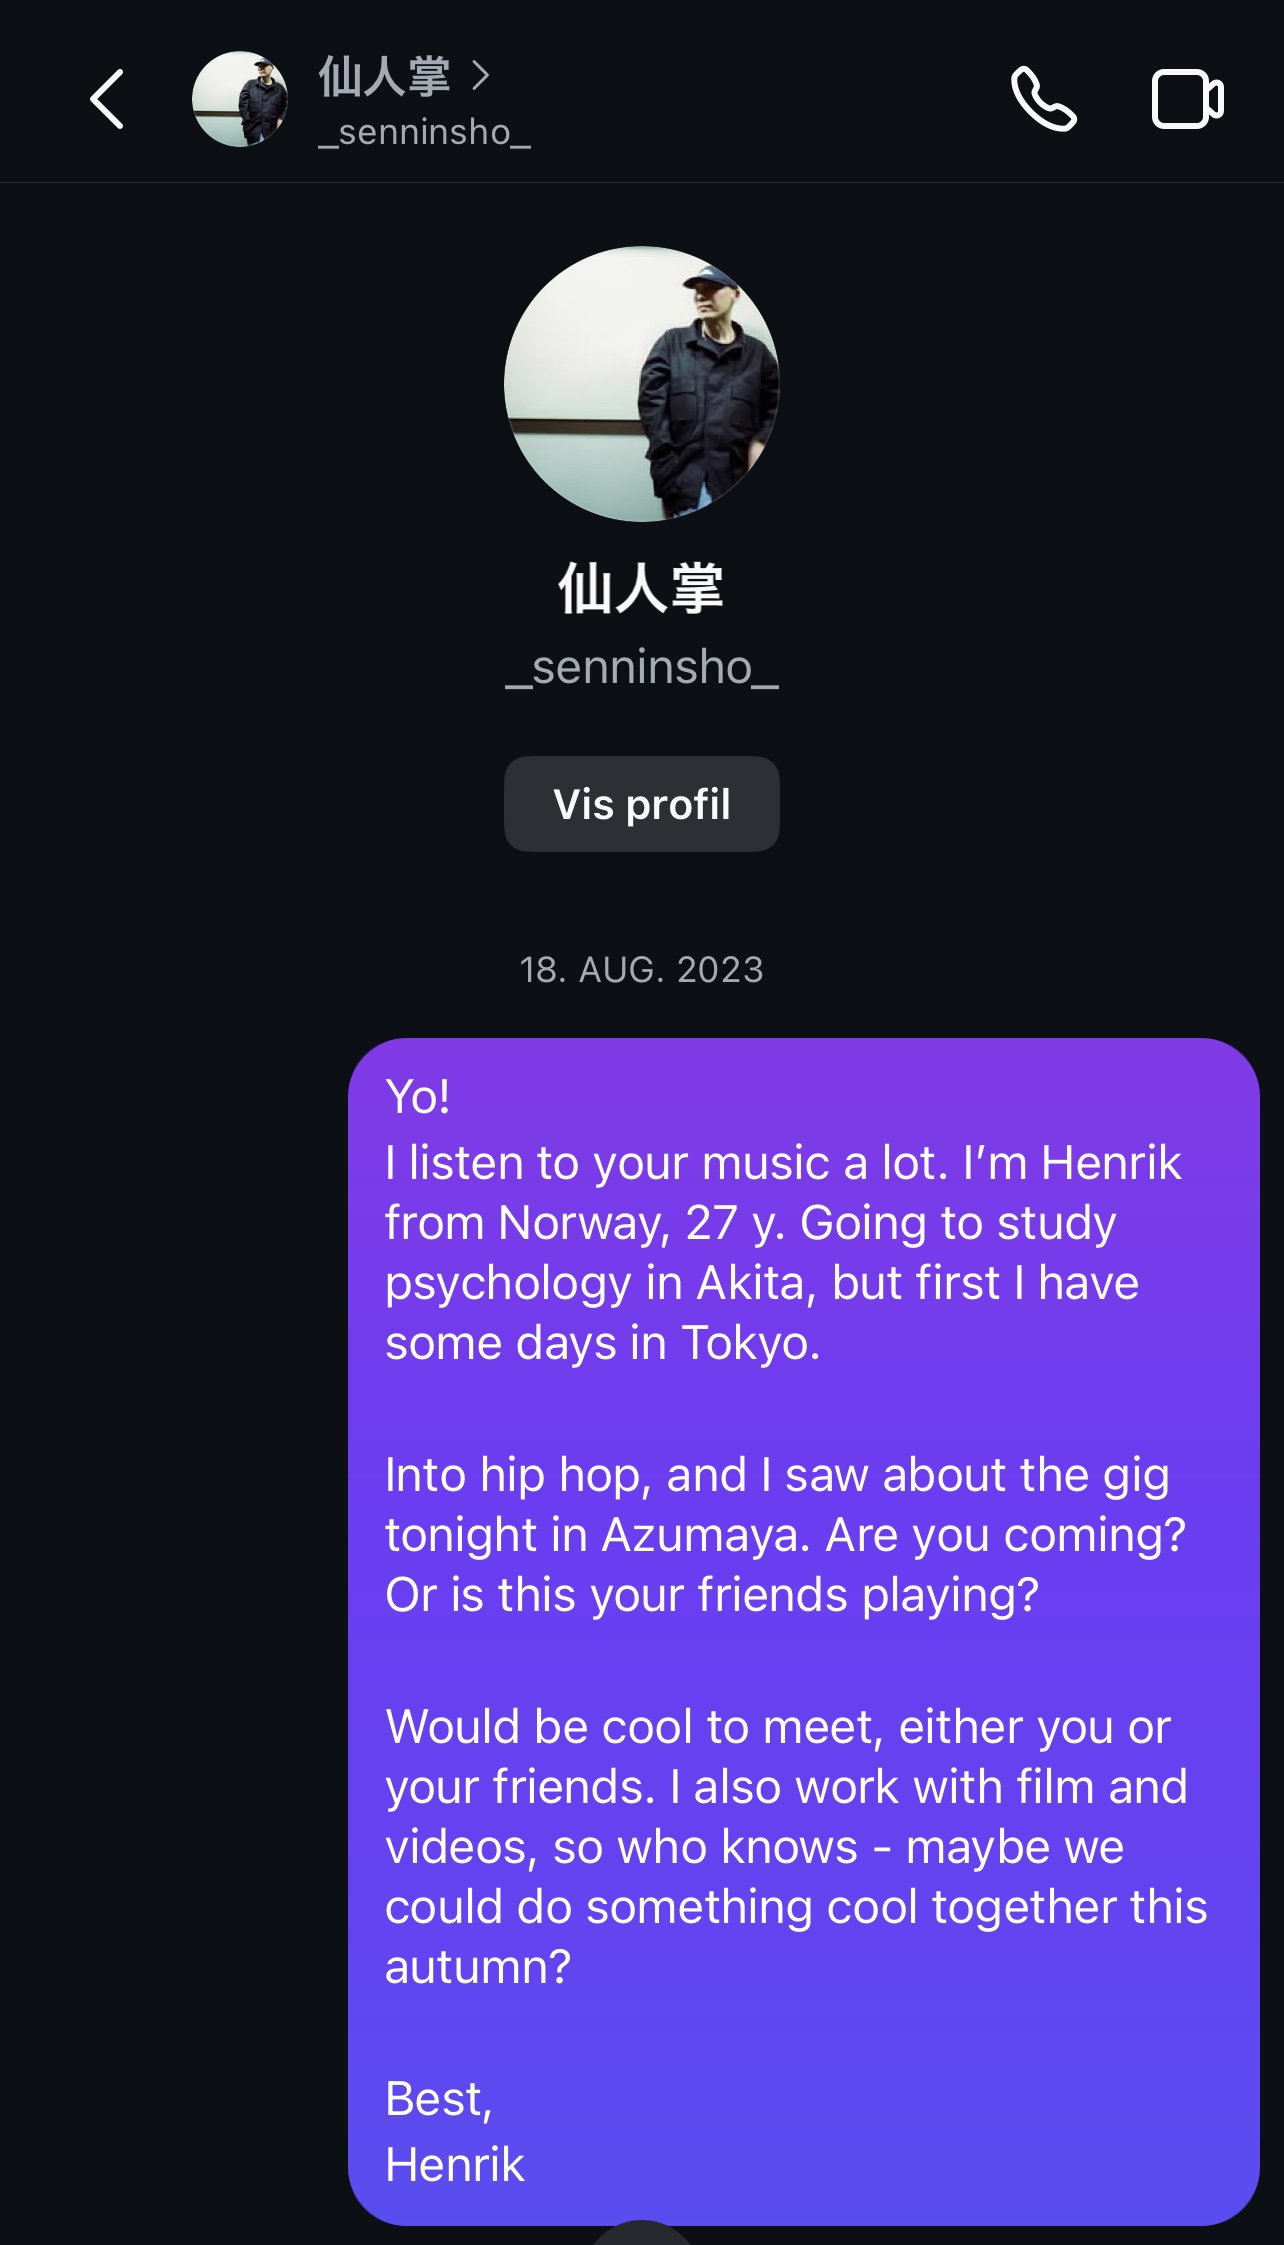 仙人掌
_senninsho_
仙人掌
_senninsho_
Vis profil
18. AUG. 2023
Yo!
I listen to your music a lot. I’m Henrik
from Norway, 27 y. Going to study
psychology in Akita, but first I have
some days in Tokyo.
Into hip hop, and I saw about the gig
tonight in Azumaya. Are you coming?
Or is this your friends playing?
Would be cool to meet, either you or
your friends. I also work with film and
videos, so who knows - maybe we
could do something cool together this
autumn?
Best,
Henrik